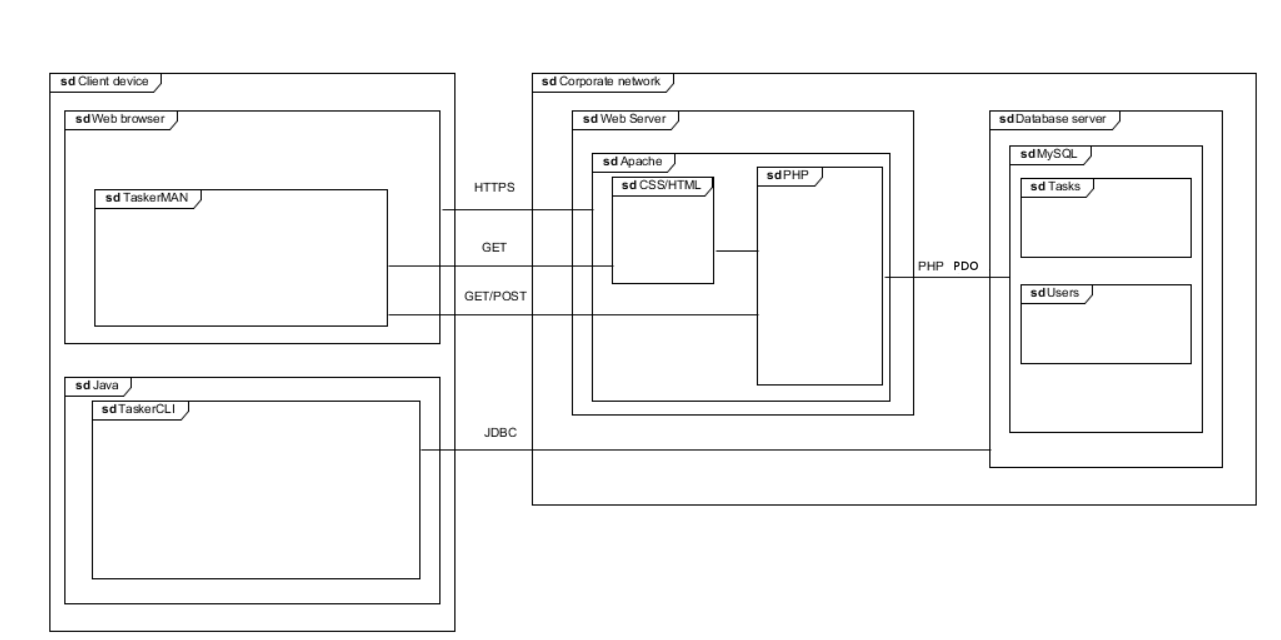 sd Client device
sd Web browser
sd TaskerMAN
sd Java
sd TaskerCLI
HTTPS
GET
GET/POST
JDBC
sd Corporate network
sd Web Server
sd Apache
sd CSS/HTML
sd PHP
PHP PDO
sd Database server
sd MySQL
sd Tasks
sd Users